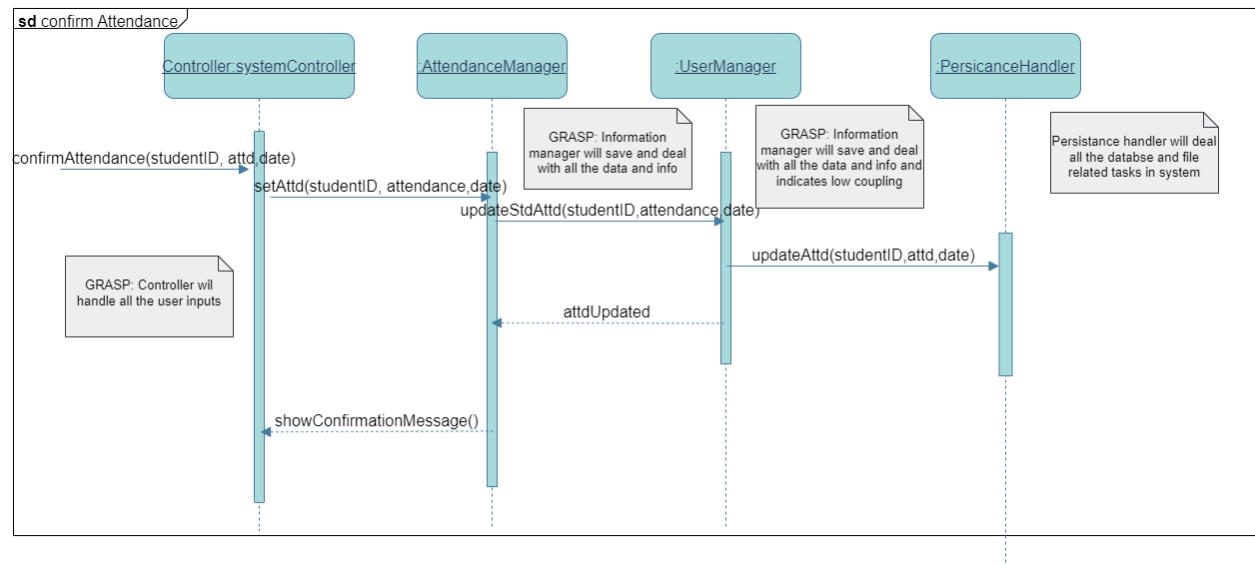 sd confirm Attendance
Controller:systemController
:AttendanceManager
:UserManager
:PersicanceHandler
GRASP: Information
manager will save and deal
with all the data and info
GRASP: Information
manager will save and deal
with all the data and info and
indicates low coupling
Persistance handler will deal
all the databse and file
related tasks in system
confirmAttendance(studentID, attd,date)
setAttd(studentID, attendance,date)
updateStdAttd(studentID,attendance,date)
updateAttd(studentID,attd,date)
GRASP: Controller wil
handle all the user inputs
attdUpdated
showConfirmationMessage()